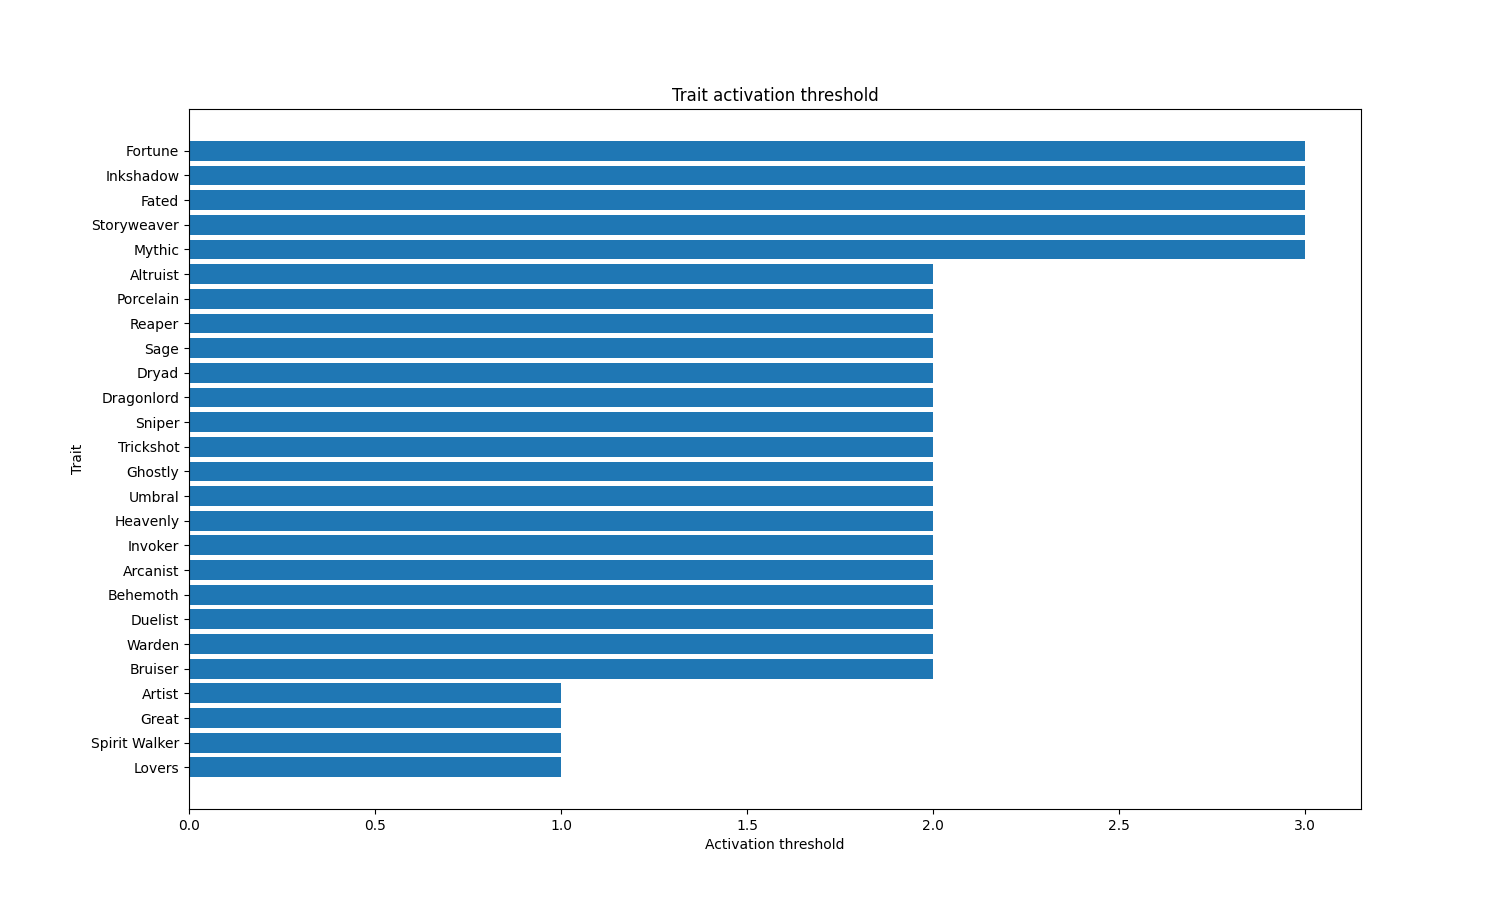 Trait activation threshold
Fortune
Inkshadow
Fated
Storyweaver
Mythic
Altruist
Porcelain
Reaper
Sage
Dryad
Dragonlord
Sniper
Trickshot
Ghostly
Umbral
Heavenly
Invoker
Arcanist
Behemoth
Duelist
Warden
Bruiser
Artist
Great
Spirit Walker
Lovers
Trait
0.0 0.5 1.0 1.5 2.0 2.5 3.0
Activation threshold